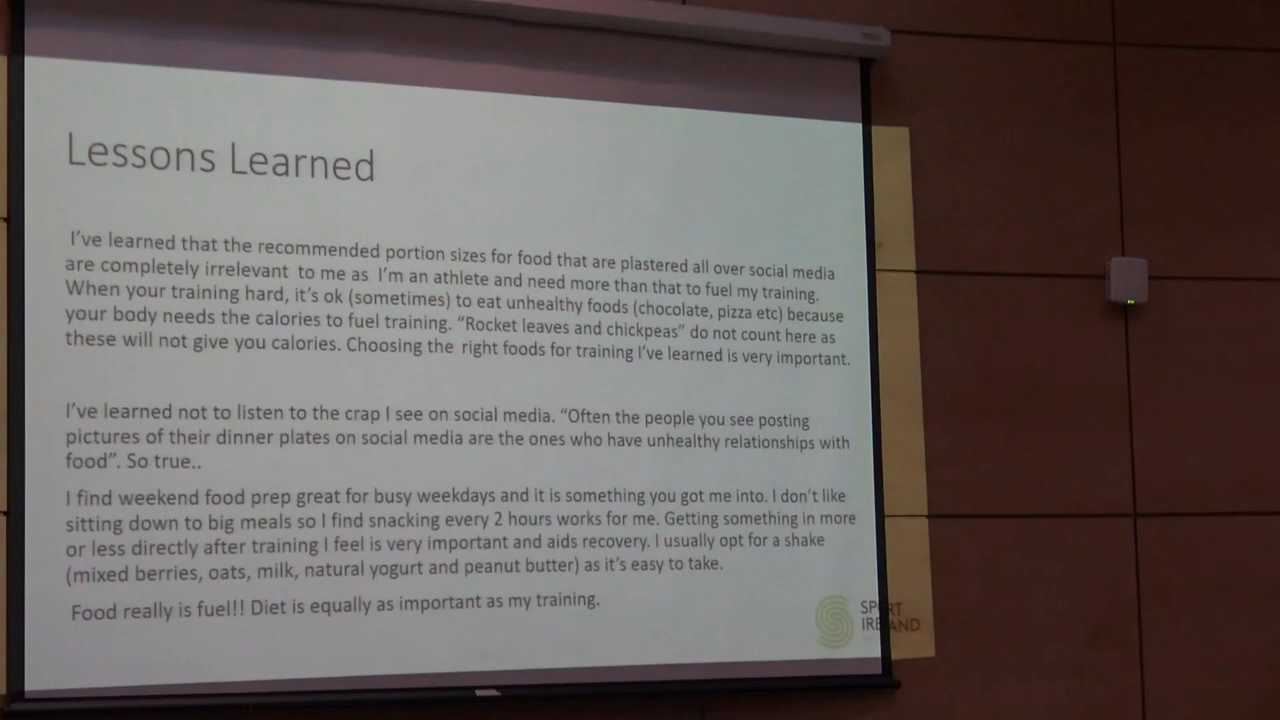 Lessons Learned
I've learned that the recommended portion sizes for food that are plastered all over social media
are completely irrelevant to me as I'm an athlete and need more than that to fuel my training.
When your training hard, it's ok (sometimes) to eat unhealthy foods (chocolate, pizza etc) because
your body needs the calories to fuel training. “Rocket leaves and chickpeas” do not count here as
these will not give you calories. Choosing the right foods for training I've learned is very important.
I've learned not to listen to the crap I see on social media. “Often the people you see posting
pictures of their dinner plates on social media are the ones who have unhealthy relationships with
food”. So true..
I find weekend food prep great for busy weekdays and it is something you got me into. I don't like
sitting down to big meals so I find snacking every 2 hours works for me. Getting something in more
or less directly after training I feel is very important and aids recovery. I usually opt for a shake
(mixed berries, oats, milk, natural yogurt and peanut butter) as it's easy to take.
Food really is fuel!! Diet is equally as important as my training.
SPORT
IRELAND